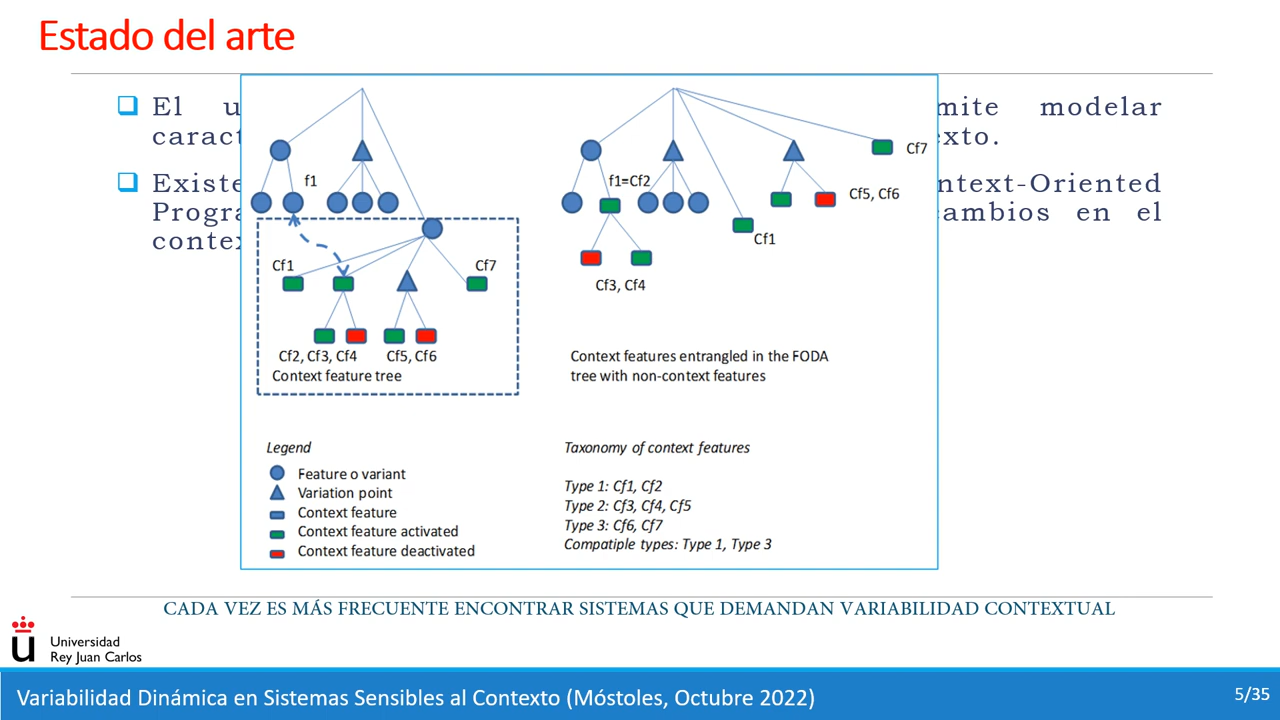 Estado del arte
El
mite modelar
exto.
Existe
ntext-Oriented
Progra
cambios en el
f1
Cf1
Cf7
Cf2, Cf3, Cf4
Cf5, Cf6
Context feature tree
f1=Cf2
Cf7
Cf5, Cf6
Cf1
Cf3, Cf4
Context features entrangled in the FODA
tree with non-context features
Legend
Feature o variant
Variation point
Context feature
Context feature activated
Context feature deactivated
Taxonomy of context features
Type 1: Cf1, Cf2
Type 2: Cf3, Cf4, Cf5
Type 3: Cf6, Cf7
Compatiple types: Type 1, Type 3
CADA VEZ ES MÁS FRECUENTE ENCONTRAR SISTEMAS QUE DEMANDAN VARIABILIDAD CONTEXTUAL
Universidad
Rey Juan Carlos
Variabilidad Dinámica en Sistemas Sensibles al Contexto (Móstoles, Octubre 2022)
5/35